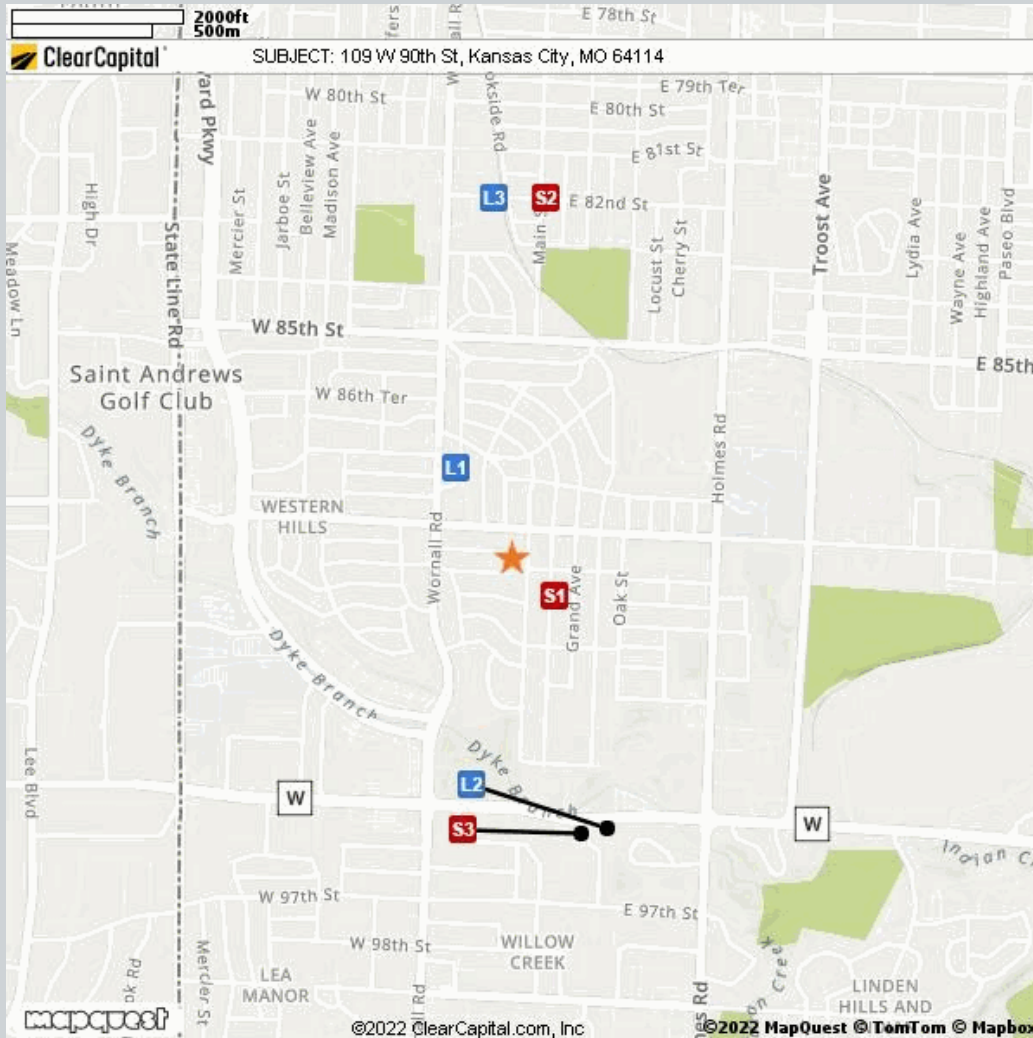 2000ft
500m
E 78th St
ClearCapital
SUBJECT: 109 W 90th St, Kansas City, MO 64114
W 80th St
E 79th Ter
E 80th St
E 81st St
E 82nd St
L3
S2
High Dr
Meadow Ln
State Line Rd
Mercier St
Jarboe St
Belleview Ave
Madison Ave
Locust St
Cherry St
Troost Ave
Lydia Ave
Wayne Ave
Highland Ave
Paseo Blvd
W 85th St
E 85th
Saint Andrews
Golf Club
W 86th Ter
Dyke Branch
L1
Holmes Rd
WESTERN
HILLS
Wornall Rd
S1
Grand Ave
Oak St
Dyke Branch
Dyke Branch
L2
Lee Blvd
W
S3
W
W 97th St
E 97th St
W 98th St
WILLOW
CREEK
Mercier St
LEA
MANOR
LINDEN
HILLS AND
mapquest
©2022 ClearCapital.com, Inc
©2022 MapQuest © TomTom © Mapbox